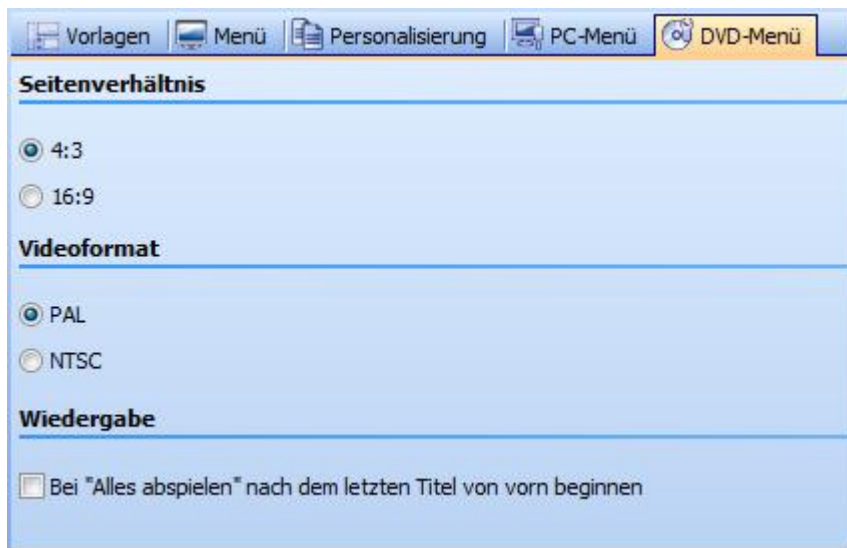 Vorlagen Menü Personalisierung PC-Menü DVD-Menü
Seitenverhältnis
4:3
16:9
Videoformat
PAL
NTSC
Wiedergabe
Bei "Alles abspielen" nach dem letzten Titel von vorn beginnen